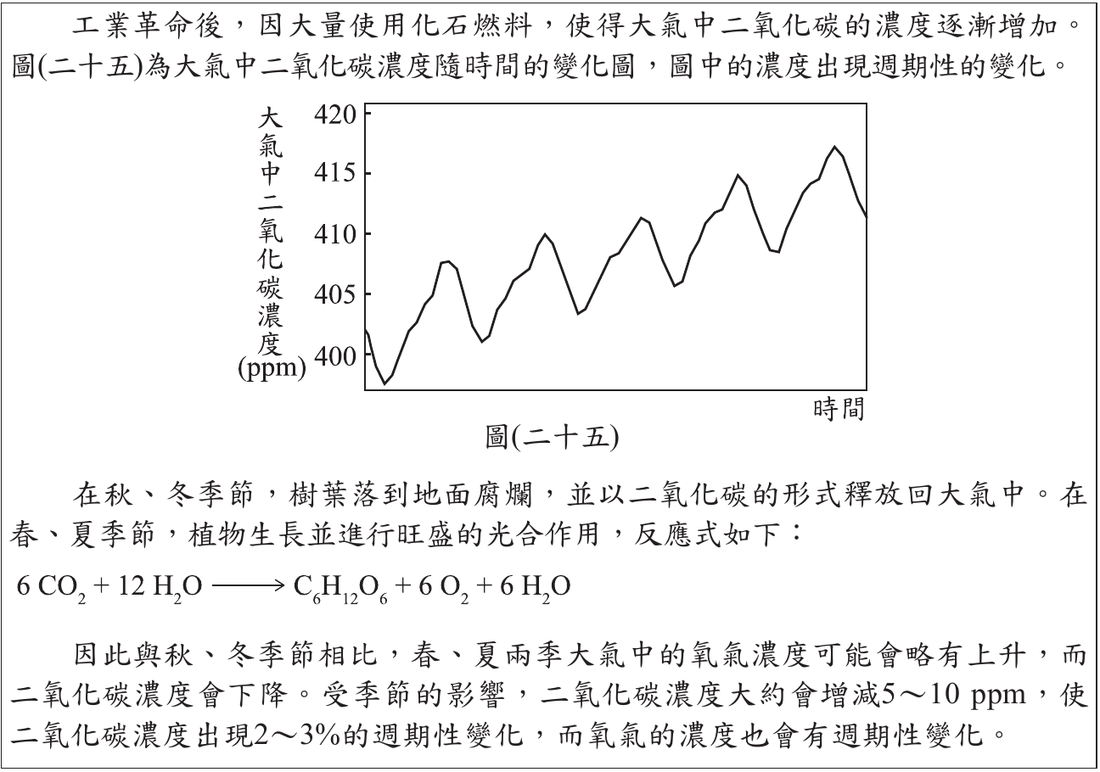 工業革命後，因大量使用化石燃料，使得大氣中二氧化碳的濃度逐漸增加。
圖(二十五)為大氣中二氧化碳濃度隨時間的變化圖，圖中的濃度出現週期性的變化。
大氣中二氧化碳濃度
(ppm)
420
415
410
405
400
時間
圖(二十五)
在秋、冬季節，樹葉落到地面腐爛，並以二氧化碳的形式釋放回大氣中。在
春、夏季節，植物生長並進行旺盛的光合作用，反應式如下：
6 CO₂ + 12 H₂O ⟶ C₆H₁₂O₆ + 6 O₂ + 6 H₂O
因此與秋、冬季節相比，春、夏兩季大氣中的氧氣濃度可能會略有上升，而
二氧化碳濃度會下降。受季節的影響，二氧化碳濃度大約會增減5～10 ppm，使
二氧化碳濃度出現2～3%的週期性變化，而氧氣的濃度也會有週期性變化。